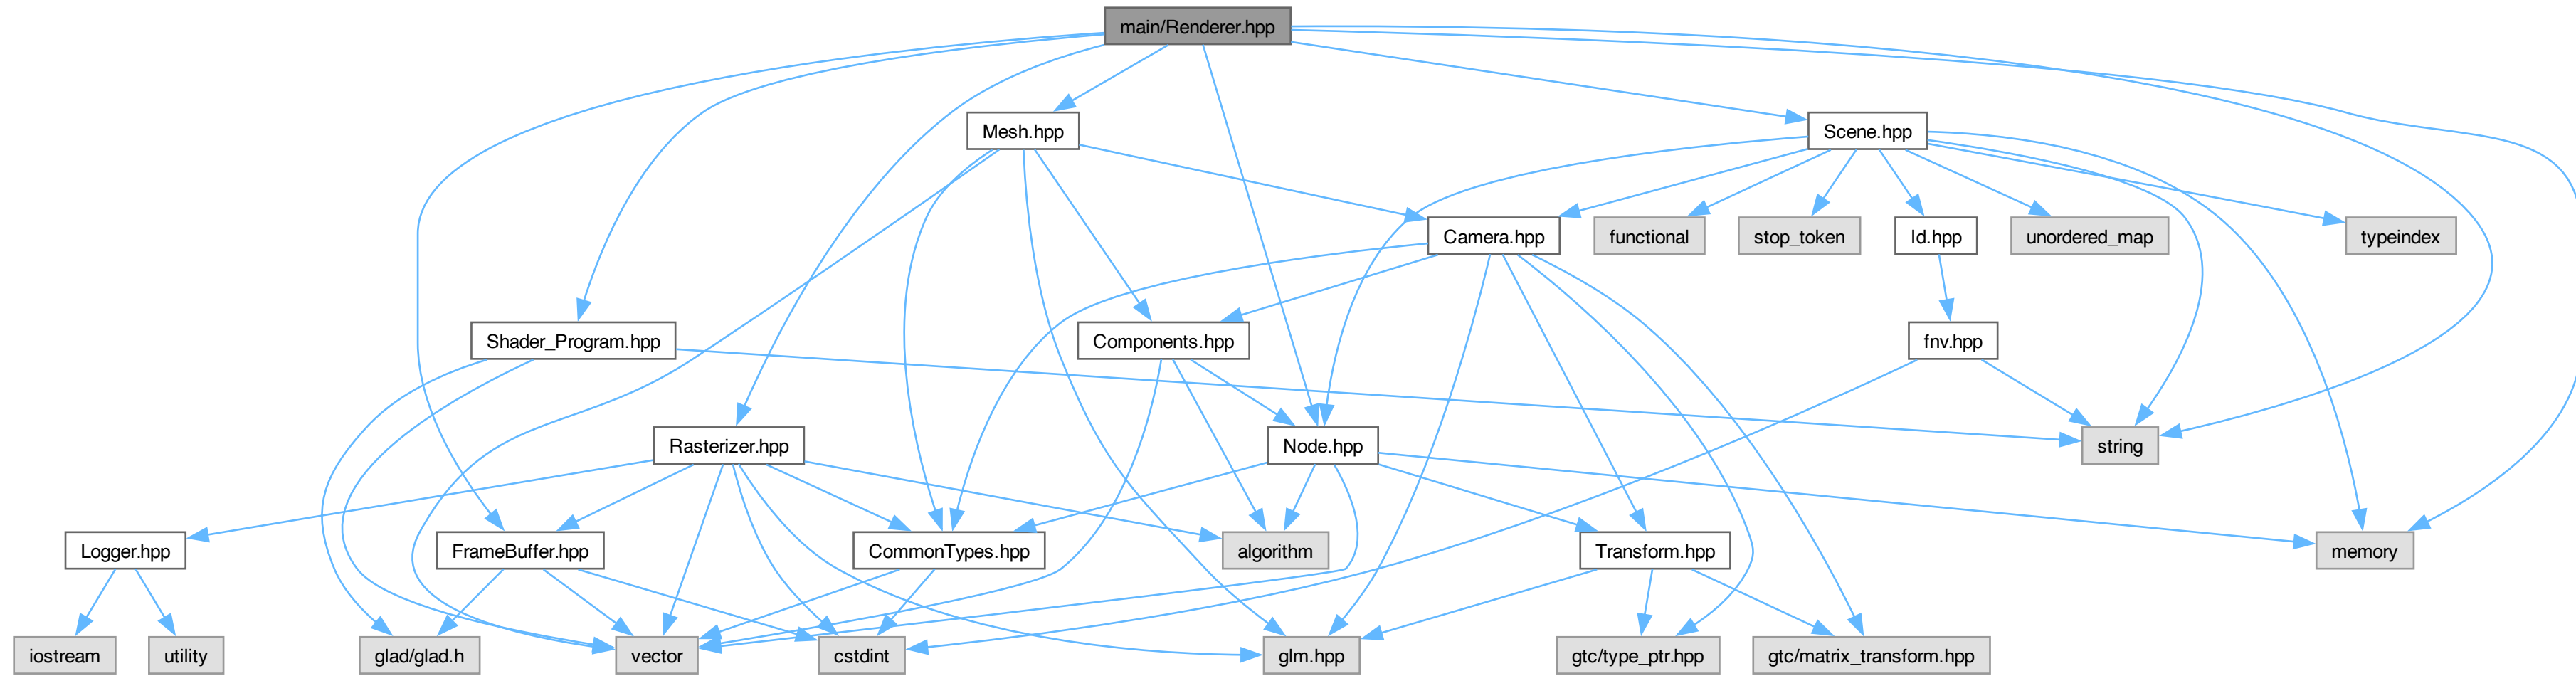 main/Renderer.hpp
Mesh.hpp
Scene.hpp
Camera.hpp
functional
stop_token
Id.hpp
unordered_map
typeindex
Shader_Program.hpp
Components.hpp
fnv.hpp
Rasterizer.hpp
Node.hpp
string
Logger.hpp
FrameBuffer.hpp
CommonTypes.hpp
algorithm
Transform.hpp
memory
iostream
utility
glad/glad.h
vector
cstdint
glm.hpp
gtc/type_ptr.hpp
gtc/matrix_transform.hpp